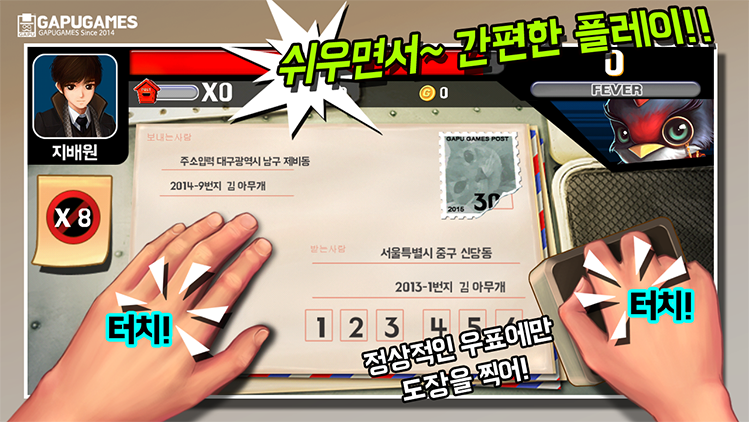 GAPUGAMES
GAPUGAMES Since 2014
쉬우면서~ 간편한 플레이!!
X0
0
0
FEVER
지배원
보내는사람
주소입력 대구광역시 남구 제비동
2014-9번지 김 아무개
GAPU GAMES POST
2015
30
X 8
받는사람
서울특별시 중구 신당동
2013-1번지 김 아무개
1 2 3 4 5 6
터치!
터치!
정상적인 우표에만
도장을 찍어!